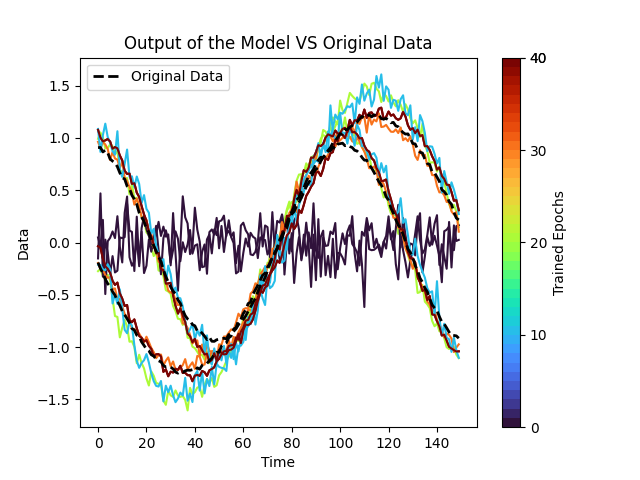 Output of the Model VS Original Data
Original Data
1.5
1.0
0.5
0.0
−0.5
−1.0
−1.5
Data
0 20 40 60 80 100 120 140
Time
40
30
20
10
0
Trained Epochs